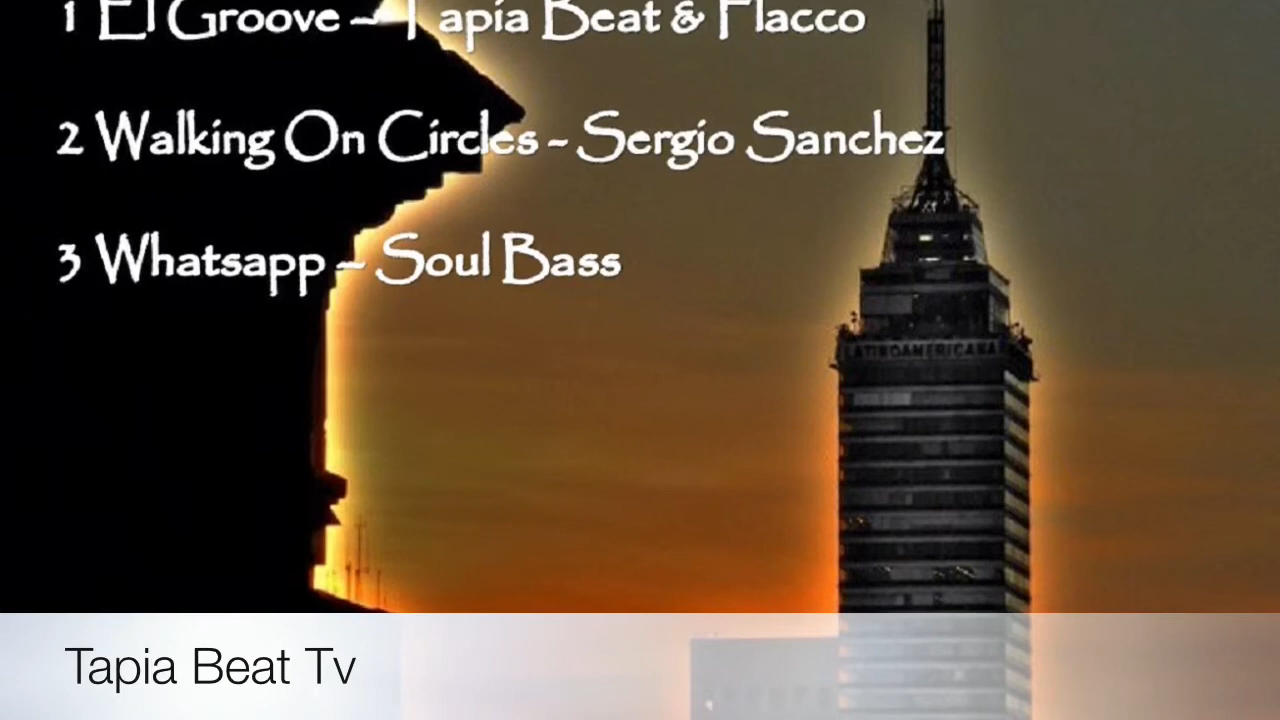 1 El Groove – Tapia Beat & Flacco
2 Walking On Circles - Sergio Sanchez
3 Whatsapp – Soul Bass
LATINOAMERICANA
Tapia Beat Tv